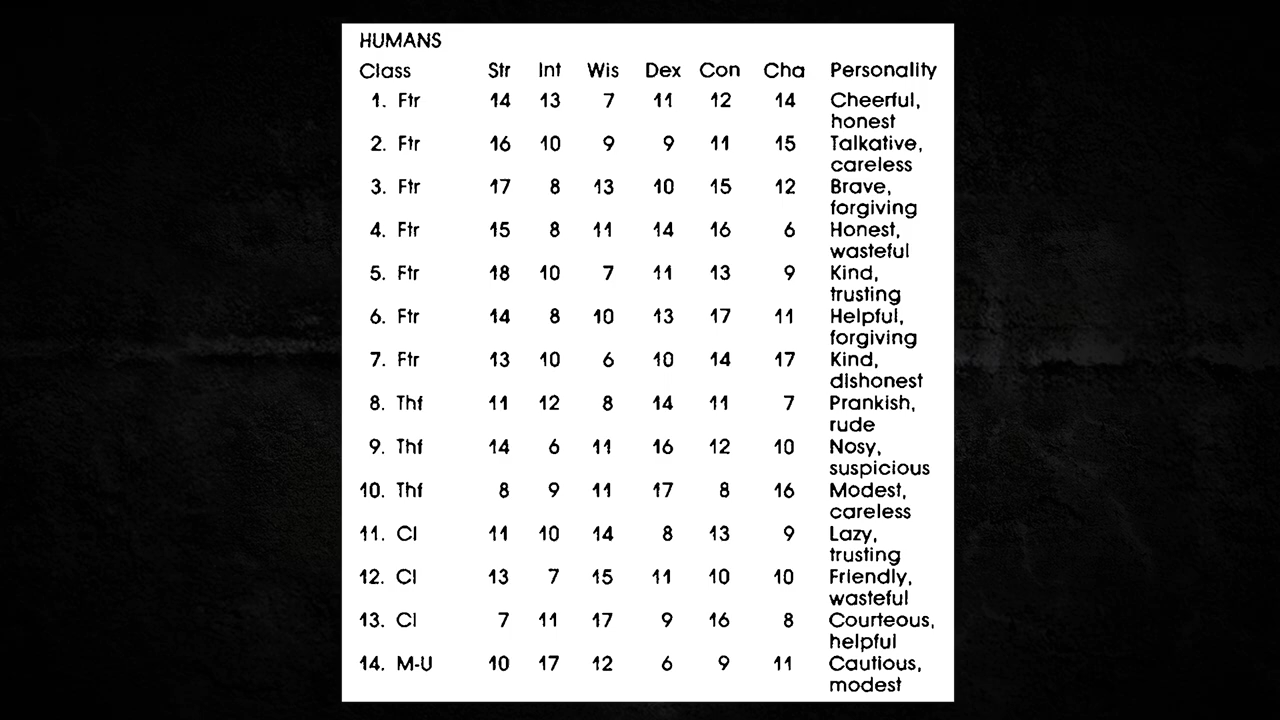 HUMANS
Class Str Int Wis Dex Con Cha Personality
1. Ftr 14 13 7 11 12 14 Cheerful,
honest
2. Ftr 16 10 9 9 11 15 Talkative,
careless
3. Ftr 17 8 13 10 15 12 Brave,
forgiving
4. Ftr 15 8 11 14 16 6 Honest,
wasteful
5. Ftr 18 10 7 11 13 9 Kind,
trusting
6. Ftr 14 8 10 13 17 11 Helpful,
forgiving
7. Ftr 13 10 6 10 14 17 Kind,
dishonest
8. Thf 11 12 8 14 11 7 Prankish,
rude
9. Thf 14 6 11 16 12 10 Nosy,
suspicious
10. Thf 8 9 11 17 8 16 Modest,
careless
11. Cl 11 10 14 8 13 9 Lazy,
trusting
12. Cl 13 7 15 11 10 10 Friendly,
wasteful
13. Cl 7 11 17 9 16 8 Courteous,
helpful
14. M-U 10 17 12 6 9 11 Cautious,
modest